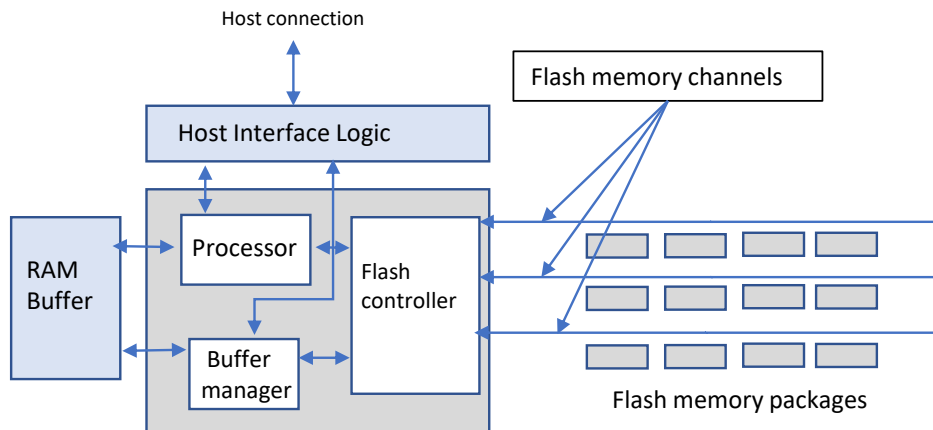 Host connection
Flash memory channels
Host Interface Logic
Processor
RAM
Buffer
Flash
controller
Buffer
manager
Flash memory packages